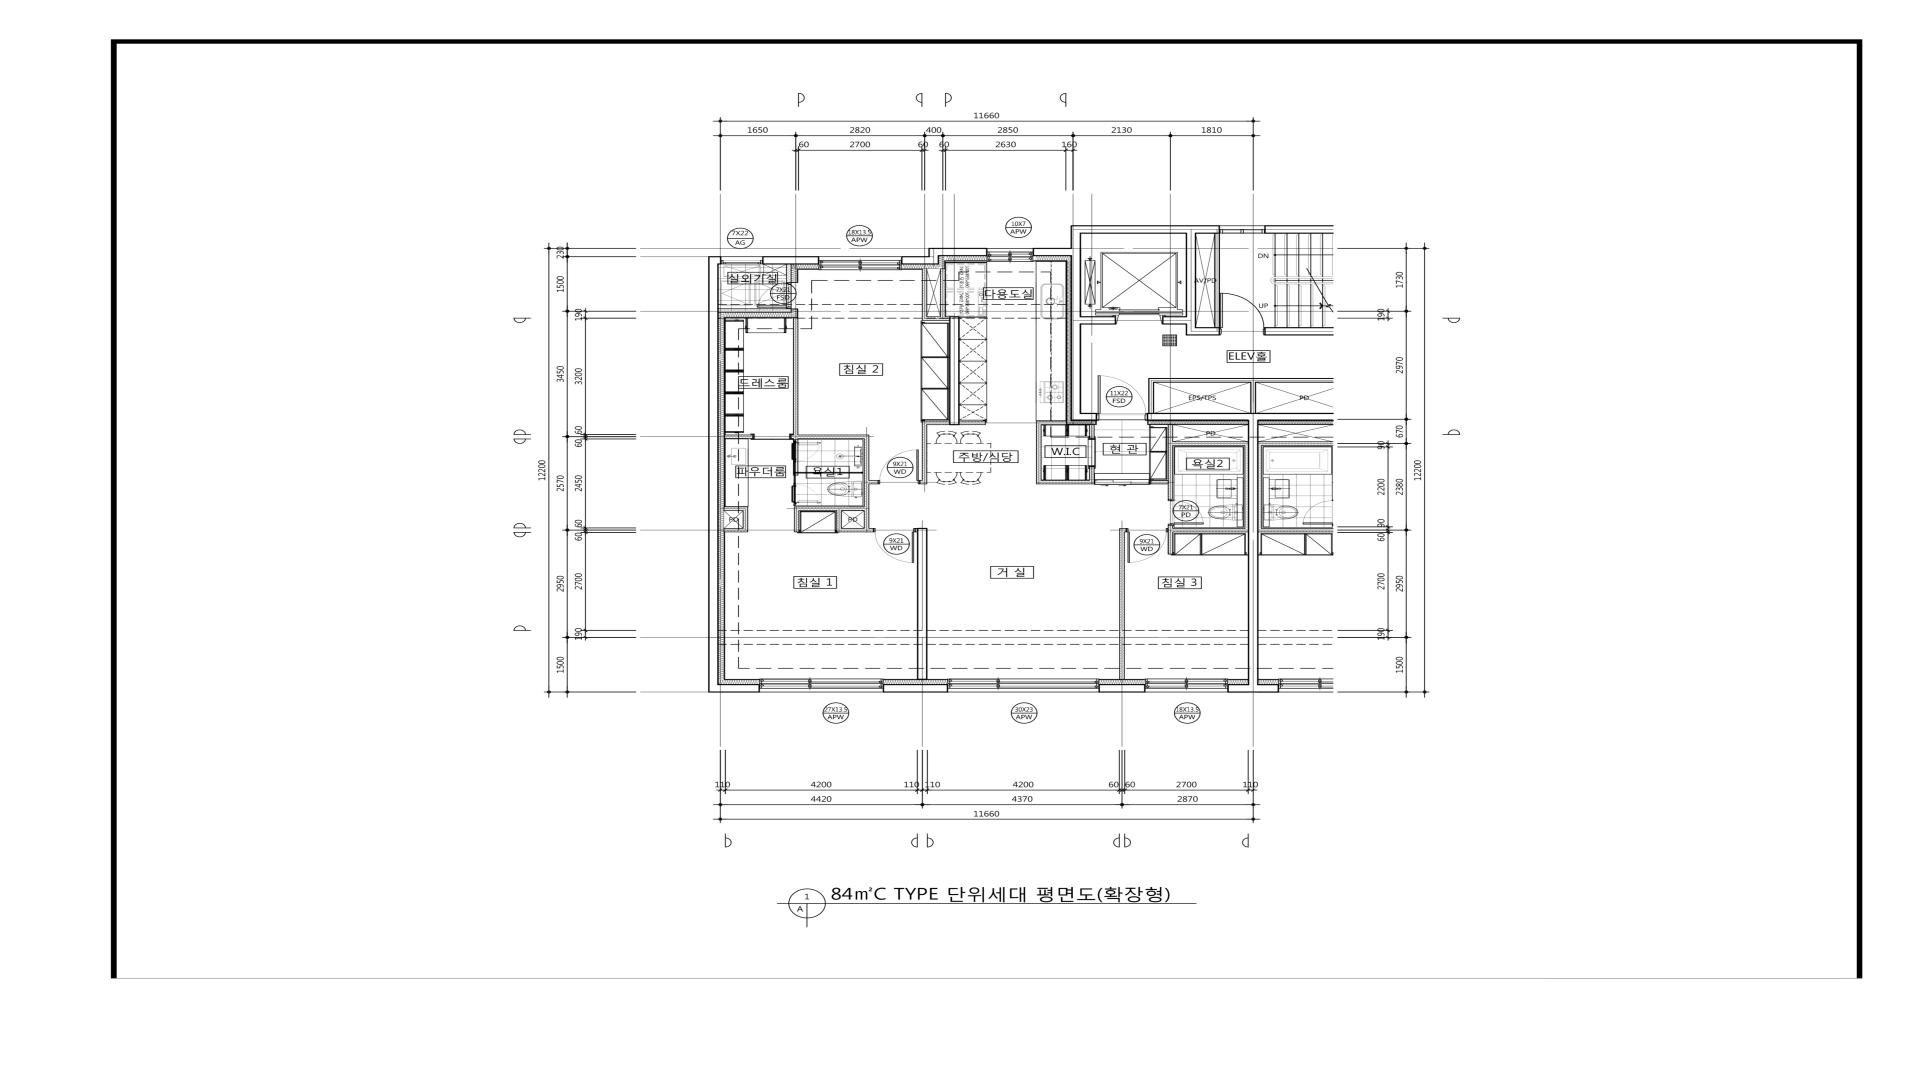 11660
1650 2820 400 2850 2130 1810
60 2700 60 60 2630 160
7X22
AG
18X13.5
APW
10X7
APW
실외기실
7X21
FSD
다용도실
AV/PD
DN
UP
ELEV홀
침실 2
드레스룸
11X22
FSD
EPS/TPS
PD
PD
주방/식당
W.I.C
현 관
욕실2
파우더룸
욕실1
9X21
WD
7X21
PD
PD
PD
9X21
WD
9X21
WD
침실 1
거 실
침실 3
27X13.5
APW
30X23
APW
18X13.5
APW
12200
230
1500
3450
2570
2950
1500
190
3200
60
60
2450
60
60
2700
190
190
90
2200
90
60
2700
190
1730
2970
670
2380
2950
1500
12200
110 4200 110 110 4200 60 60 2700 110
4420 4370 2870
11660
1
A
84㎡C TYPE 단위세대 평면도(확장형)